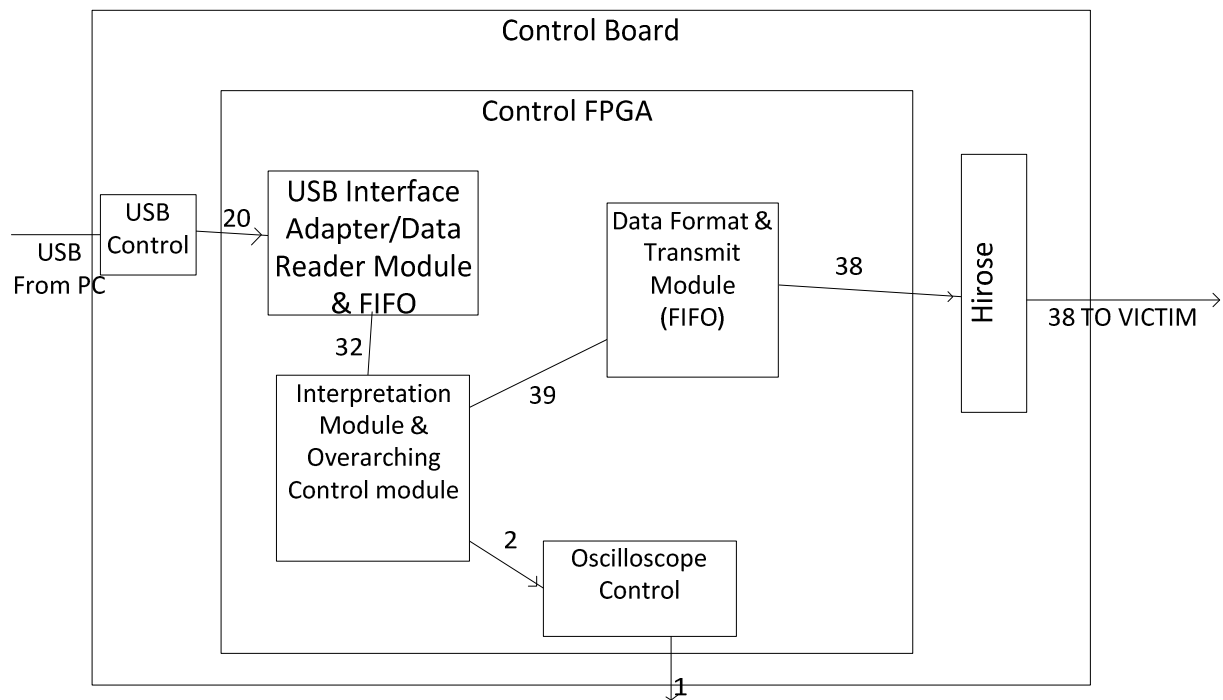 Control Board
Control FPGA
USB
Control
20
USB
From PC
USB Interface
Adapter/Data
Reader Module
& FIFO
32
Interpretation
Module &
Overarching
Control module
39
Data Format &
Transmit
Module
(FIFO)
38
Hirose
38 TO VICTIM
2
Oscilloscope
Control
1